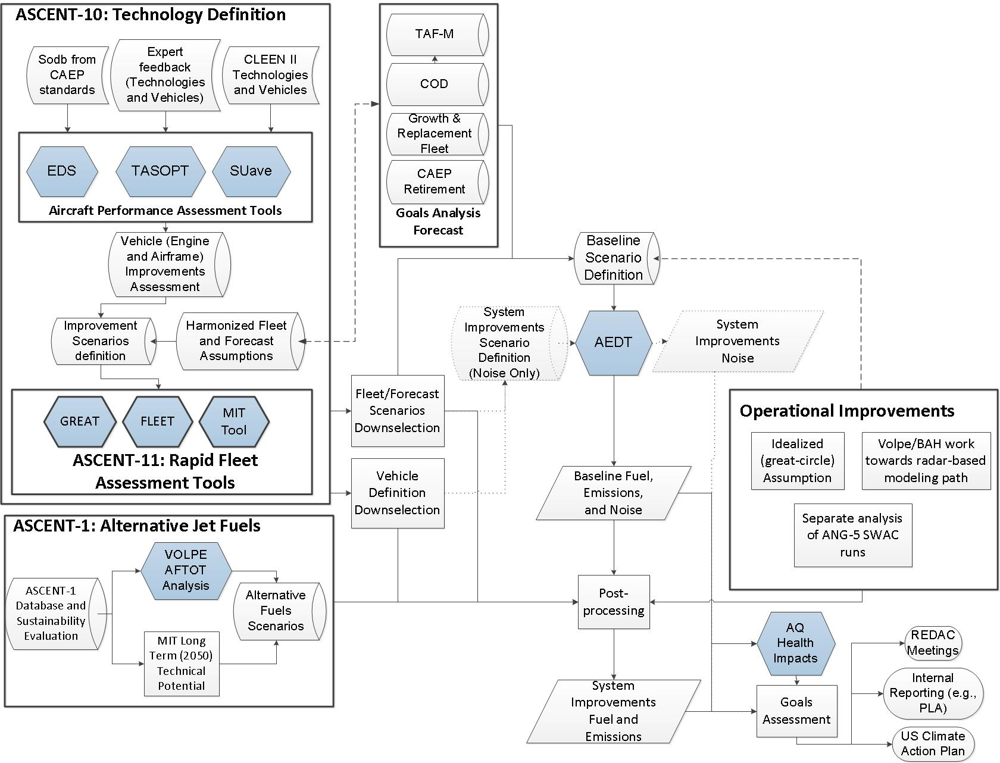 ASCENT-10: Technology Definition
Sodb from
CAEP
standards
Expert
feedback
(Technologies
and Vehicles)
CLEEN II
Technologies
and Vehicles
EDS
TASOPT
SUave
Aircraft Performance Assessment Tools
Vehicle (Engine
and Airframe)
Improvements
Assessment
Improvement
Scenarios
definition
Harmonized Fleet
and Forecast
Assumptions
GREAT
FLEET
MIT
Tool
ASCENT-11: Rapid Fleet
Assessment Tools
ASCENT-1: Alternative Jet Fuels
ASCENT-1
Database and
Sustainability
Evaluation
VOLPE
AFTOT
Analysis
MIT Long
Term (2050)
Technical
Potential
Alternative
Fuels
Scenarios
TAF-M
COD
Growth &
Replacement
Fleet
CAEP
Retirement
Goals Analysis
Forecast
Fleet/Forecast
Scenarios
Downselection
Vehicle
Definition
Downselection
Baseline
Scenario
Definition
System
Improvements
Scenario
Definition
(Noise Only)
AEDT
System
Improvements
Noise
Baseline Fuel,
Emissions,
and Noise
Post-
processing
System
Improvements
Fuel and
Emissions
Operational Improvements
Idealized
(great-circle)
Assumption
Volpe/BAH work
towards radar-based
modeling path
Separate analysis
of ANG-5 SWAC
runs
AQ
Health
Impacts
Goals
Assessment
REDAC
Meetings
Internal
Reporting (e.g.,
PLA)
US Climate
Action Plan